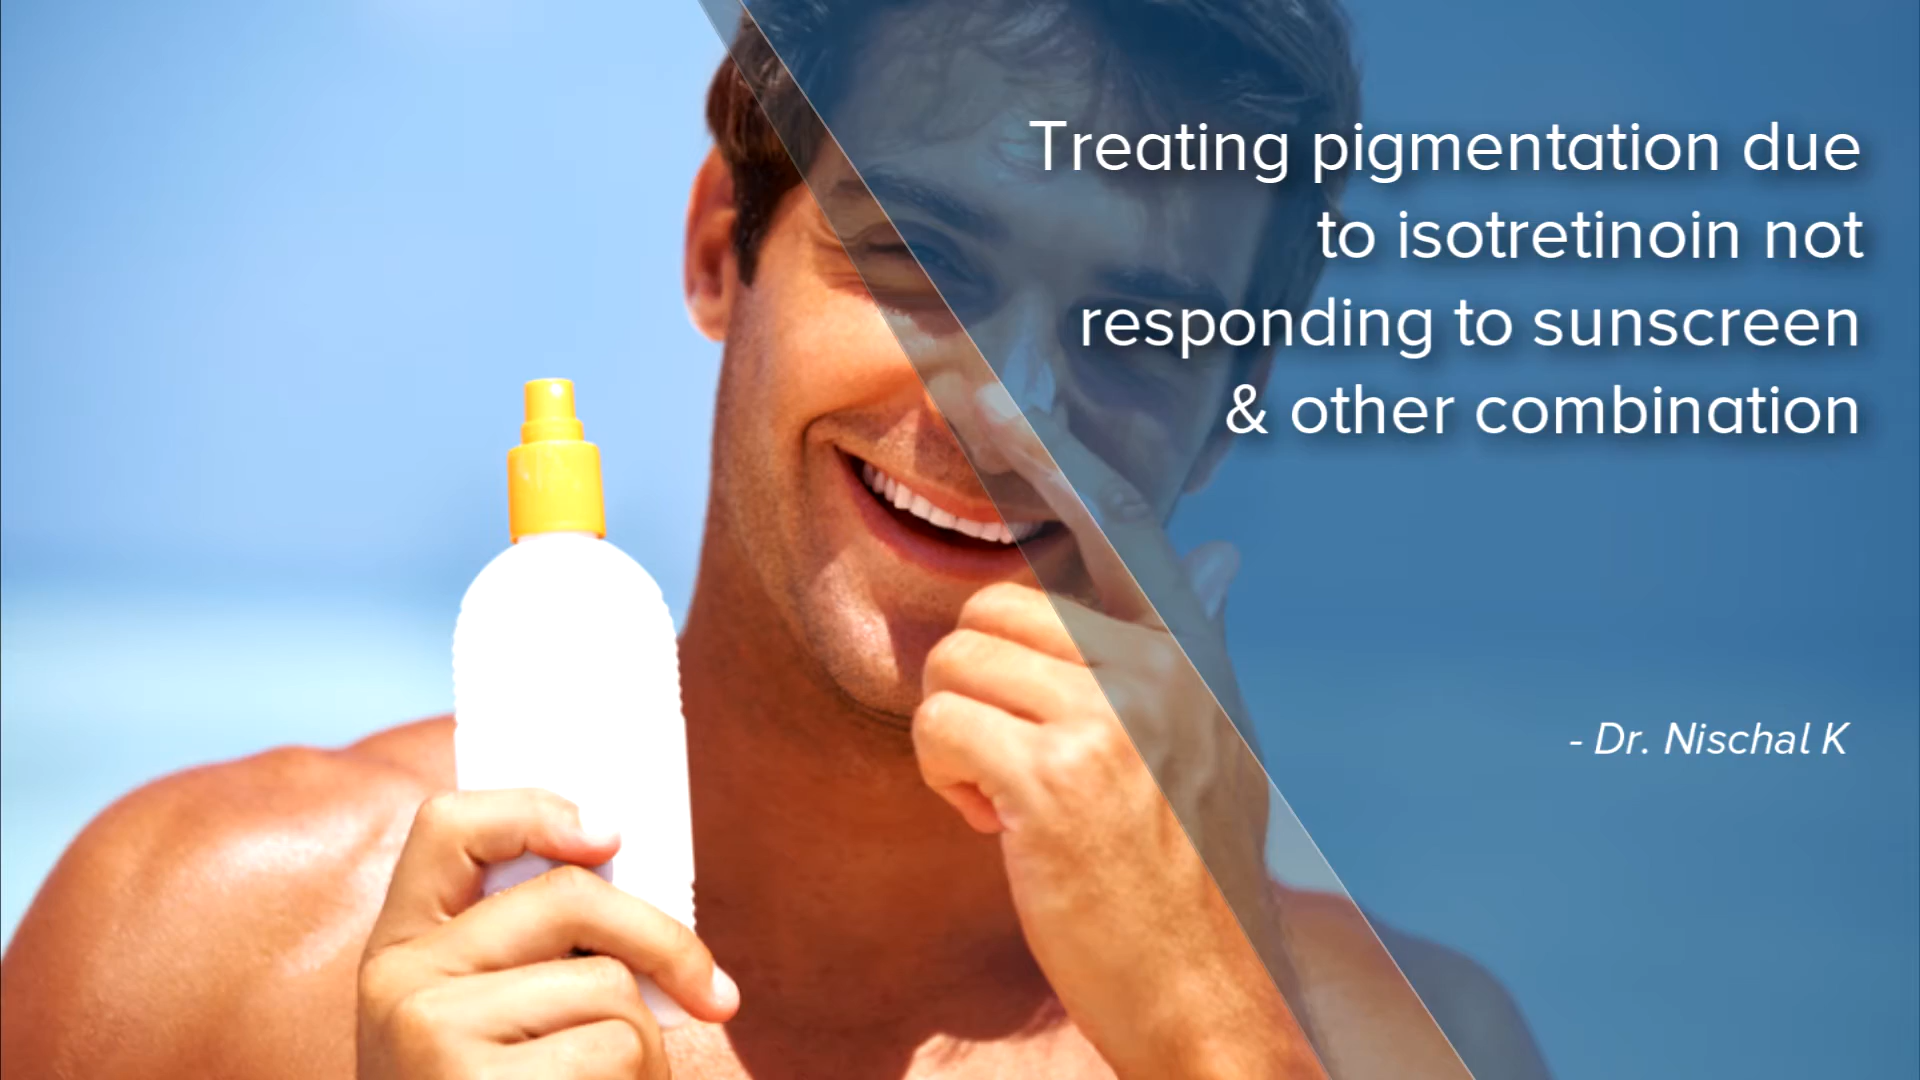 Treating pigmentation due
to isotretinoin not
responding to sunscreen
& other combination
- Dr. Nischal K